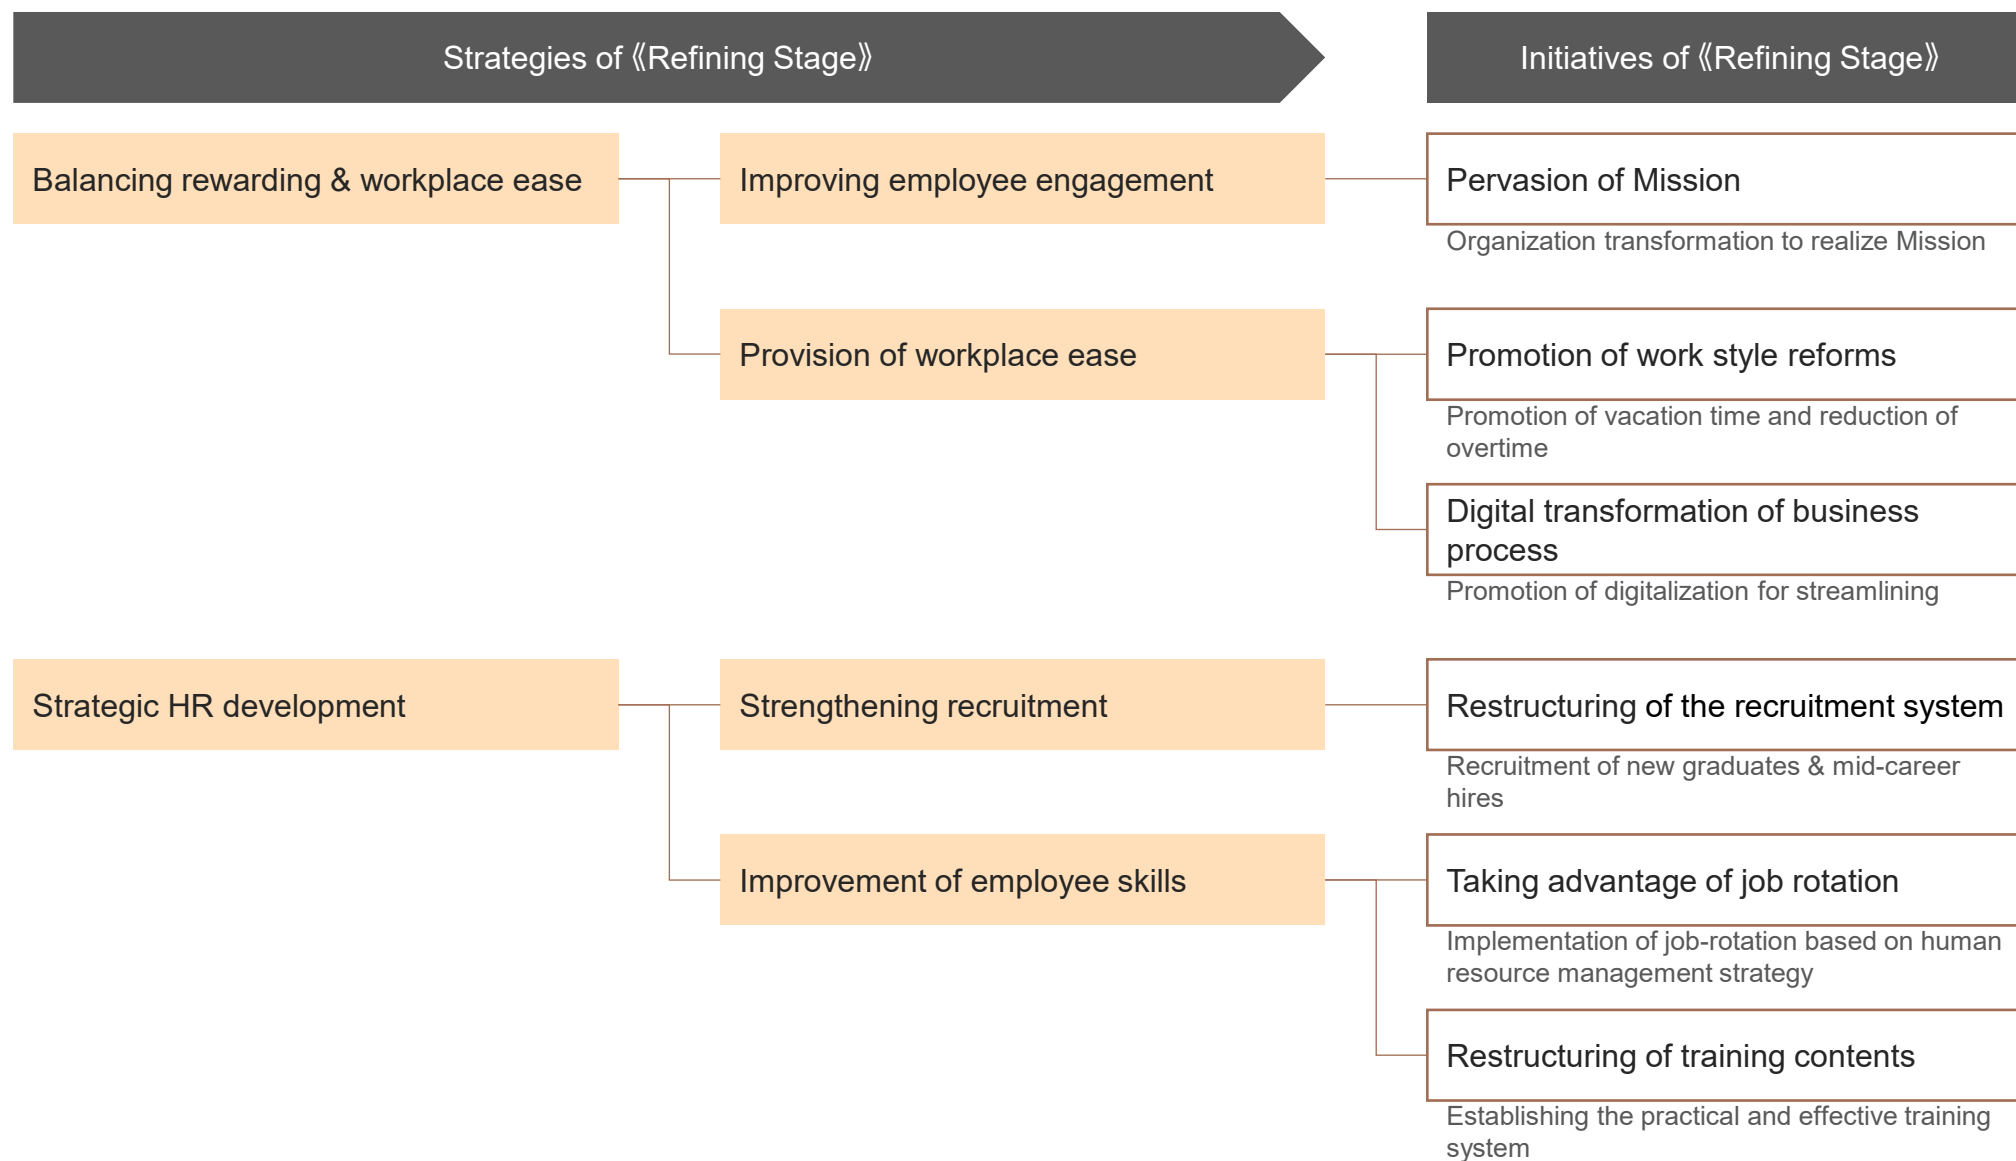 Strategies of《Refining Stage》
Initiatives of《Refining Stage》
Balancing rewarding & workplace ease
Improving employee engagement
Pervasion of Mission
Organization transformation to realize Mission
Provision of workplace ease
Promotion of work style reforms
Promotion of vacation time and reduction of
overtime
Digital transformation of business
process
Promotion of digitalization for streamlining
Strategic HR development
Strengthening recruitment
Restructuring of the recruitment system
Recruitment of new graduates & mid-career
hires
Improvement of employee skills
Taking advantage of job rotation
Implementation of job-rotation based on human
resource management strategy
Restructuring of training contents
Establishing the practical and effective training
system